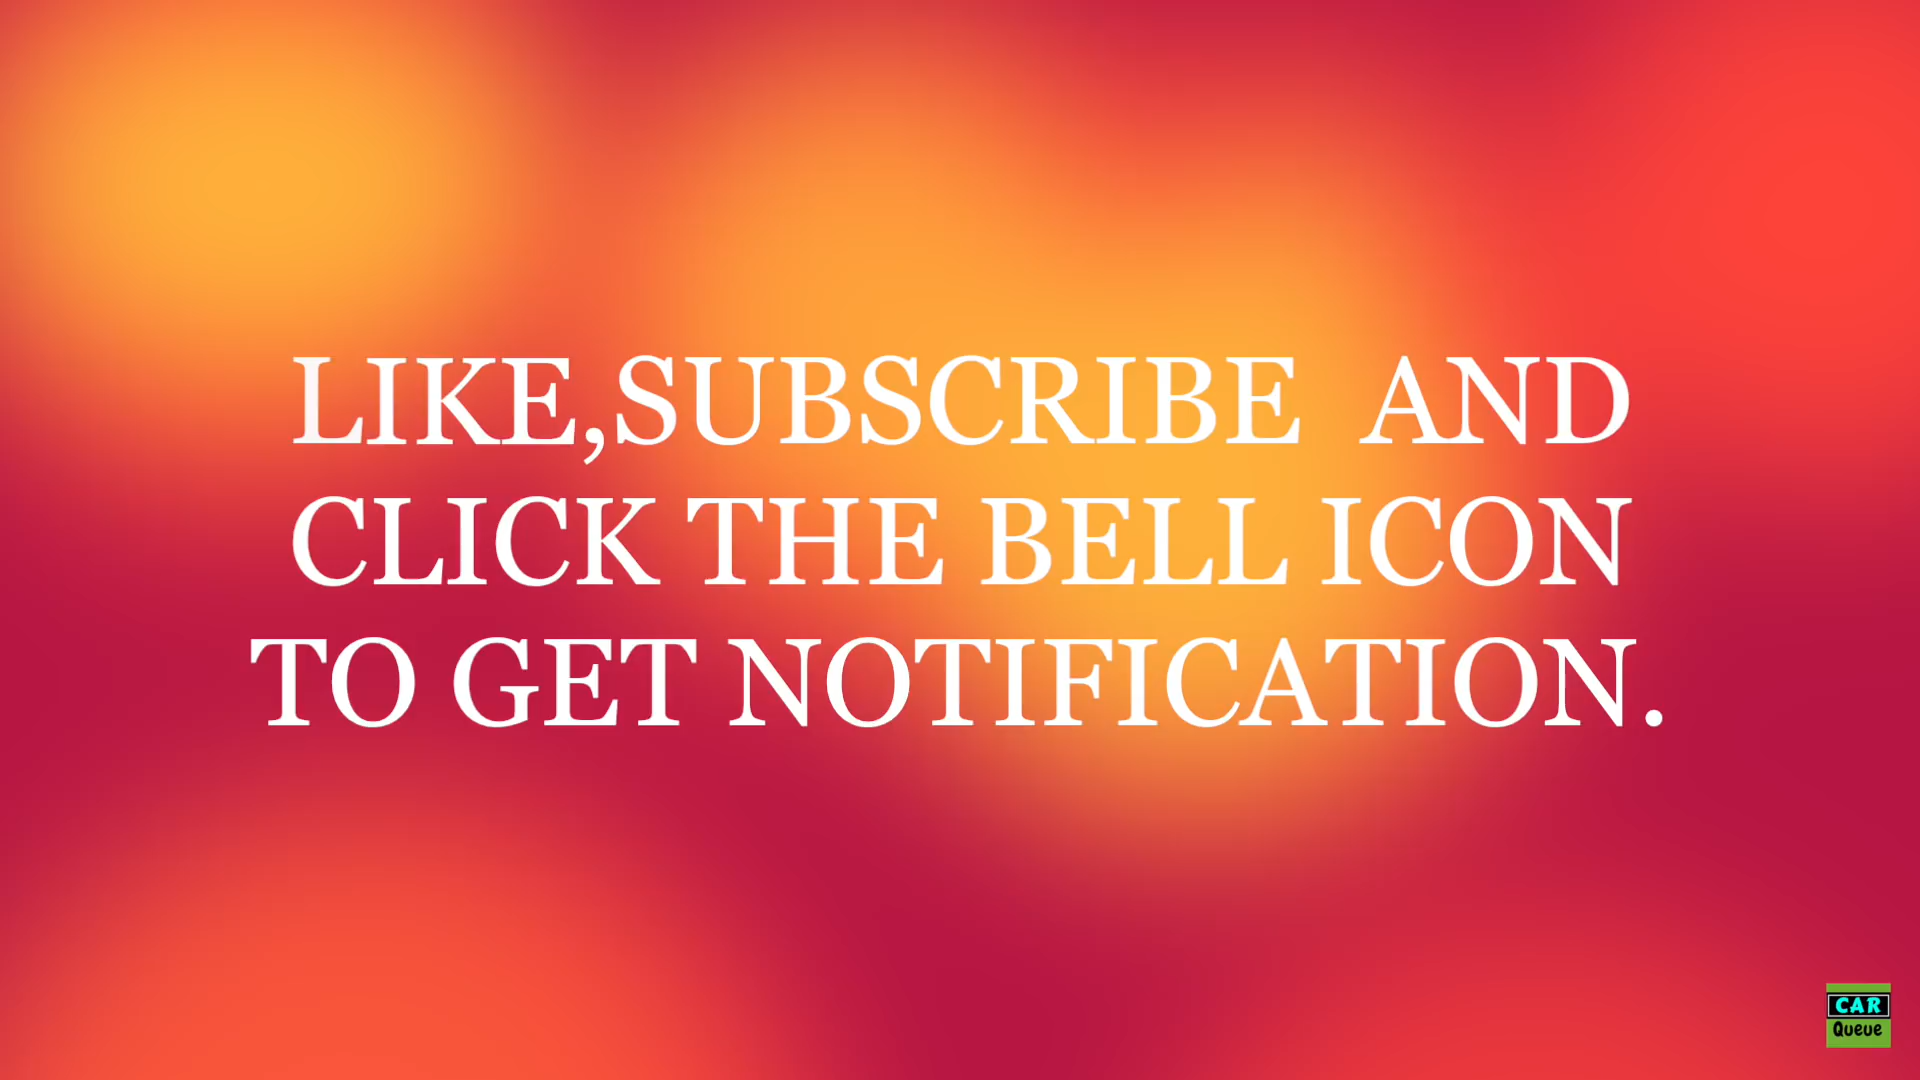 LIKE,SUBSCRIBE  AND
CLICK THE BELL ICON
TO GET NOTIFICATION.
CAR
Queue